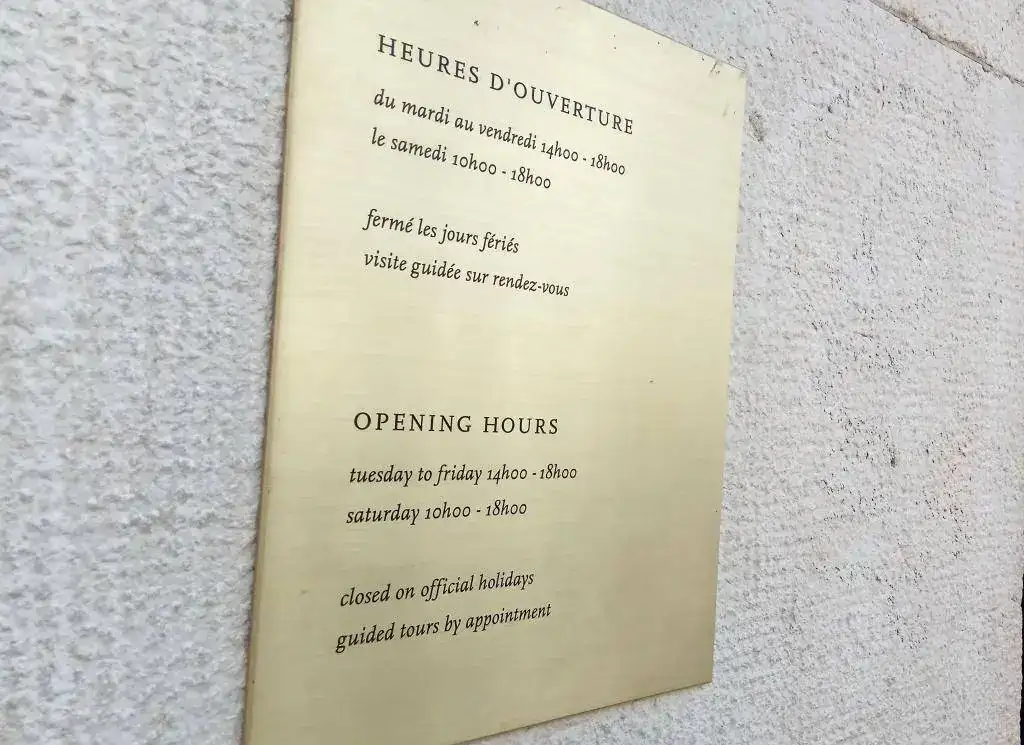 HEURES D'OUVERTURE
du mardi au vendredi 14h00 - 18h00
le samedi 10h00 - 18h00
fermé les jours fériés
visite guidée sur rendez-vous
OPENING HOURS
tuesday to friday 14h00 - 18h00
saturday 10h00 - 18h00
closed on official holidays
guided tours by appointment